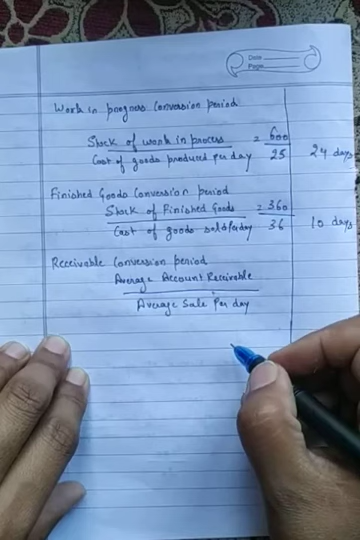 Date
Page
Work in progress Conversion period
Stock of work in process = 600
Cost of goods produced per day 25 24 days
Finished Goods Conversion period
Stock of Finished Goods = 360
Cost of goods sold per day 36 10 days
Receivable Conversion period
Average Account Receivable
Average Sale Per day